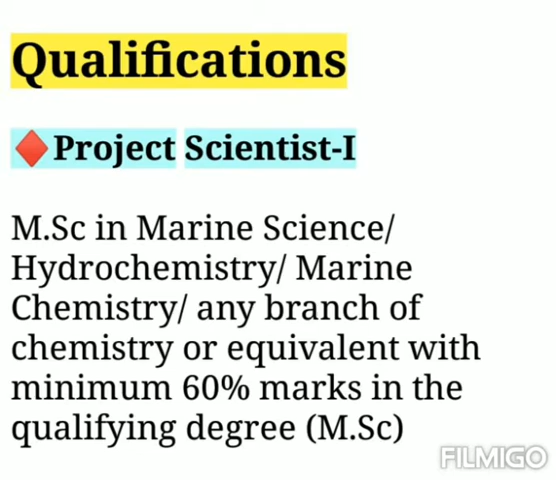 Qualifications
♦Project Scientist-I
M.Sc in Marine Science/
Hydrochemistry/ Marine
Chemistry/ any branch of
chemistry or equivalent with
minimum 60% marks in the
qualifying degree (M.Sc)
FILMIGO